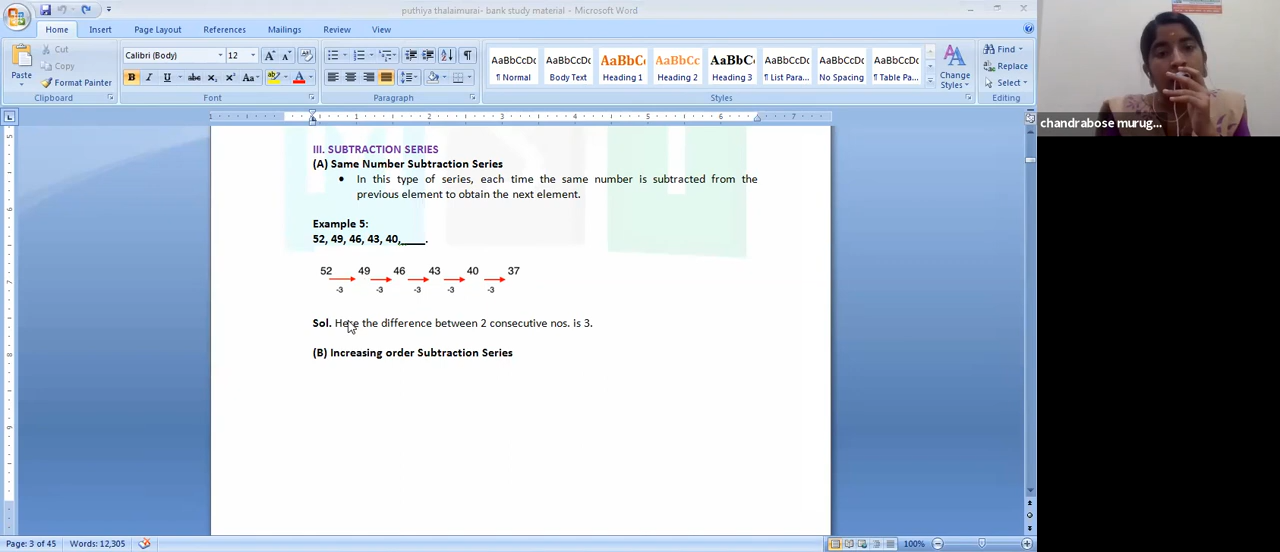 puthiya thalaimurai- bank study material - Microsoft Word
Home Insert Page Layout References Mailings Review View
Cut
Copy
Format Painter
Paste
Clipboard
Calibri (Body) 12
Font
Paragraph
AaBbCcDc AaBbCcDc AaBbC AaBbCc AaBbC AaBbCcDc AaBbCcDc AaBbCcDc
¶ Normal Body Text Heading 1 Heading 2 Heading 3 ¶ List Para... ¶ No Spacing ¶ Table Pa...
Change
Styles
Styles
Find
Replace
Select
Editing
chandrabose murug...
III. SUBTRACTION SERIES
(A) Same Number Subtraction Series
• In this type of series, each time the same number is subtracted from the
previous element to obtain the next element.
Example 5:
52, 49, 46, 43, 40,____.
52 49 46 43 40 37
-3 -3 -3 -3 -3
Sol. Here the difference between 2 consecutive nos. is 3.
(B) Increasing order Subtraction Series
Page: 3 of 45 Words: 12,305 100%